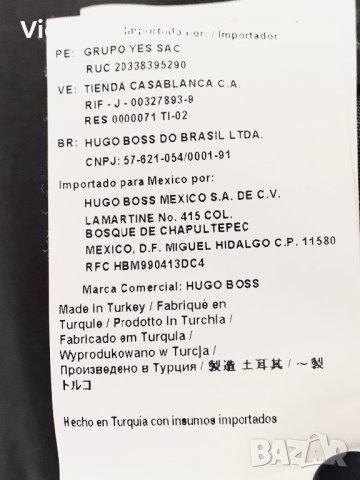 Viber
Importado por: / Importador
PE: GRUPO YES SAC
RUC 20338395290
VE: TIENDA CASABLANCA C.A.
RIF - J - 00327893-9
RES 0000071 TI-02
BR: HUGO BOSS DO BRASIL LTDA.
CNPJ: 57-621-054/0001-91
Importado para Mexico por:
HUGO BOSS MEXICO S.A. DE C.V.
LAMARTINE No. 415 COL.
BOSQUE DE CHAPULTEPEC
MEXICO, D.F. MIGUEL HIDALGO C.P. 11580
RFC HBM990413DC4
Marca Comercial: HUGO BOSS
Made In Turkey / Fabriqué en
Turquie / Prodotto In Turchia /
Fabricado em Turquia /
Wyprodukowano w Turcja /
Произведено в Турция / 製造 土耳其 / ～製
トルコ
Hecho en Turquía con insumos importados
BAZAR